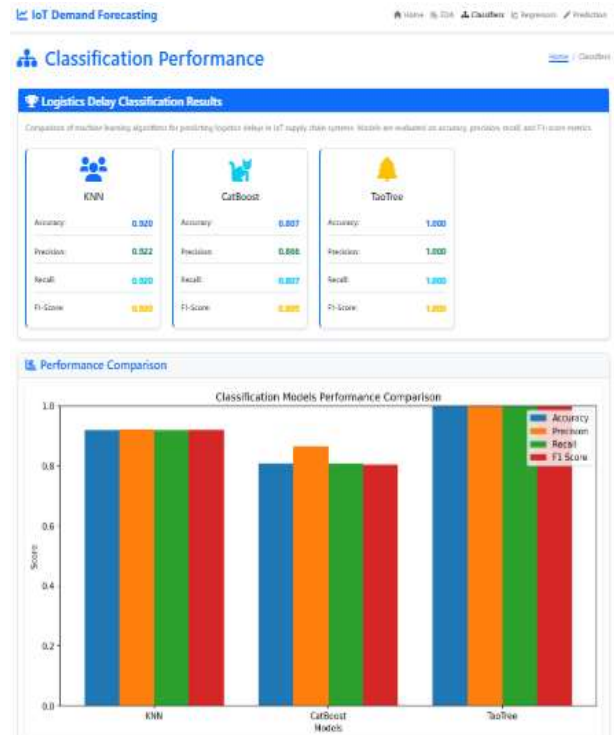 IoT Demand Forecasting
Home EDA Classifiers Regressors Prediction
Classification Performance
Home / Classifiers
Logistics Delay Classification Results
Comparison of machine learning algorithms for predicting logistics delays in IoT supply chain systems. Models are evaluated on accuracy, precision, recall, and F1-score metrics.
KNN
Accuracy: 0.920
Precision: 0.922
Recall: 0.920
F1-Score:
CatBoost
Accuracy: 0.807
Precision: 0.866
Recall: 0.807
F1-Score:
TaoTree
Accuracy: 1.000
Precision: 1.000
Recall: 1.000
F1-Score: 1.000
Performance Comparison
Classification Models Performance Comparison
Accuracy
Precision
Recall
F1 Score
1.0
0.8
0.6
0.4
0.2
0.0
Score
KNN CatBoost TaoTree
Models